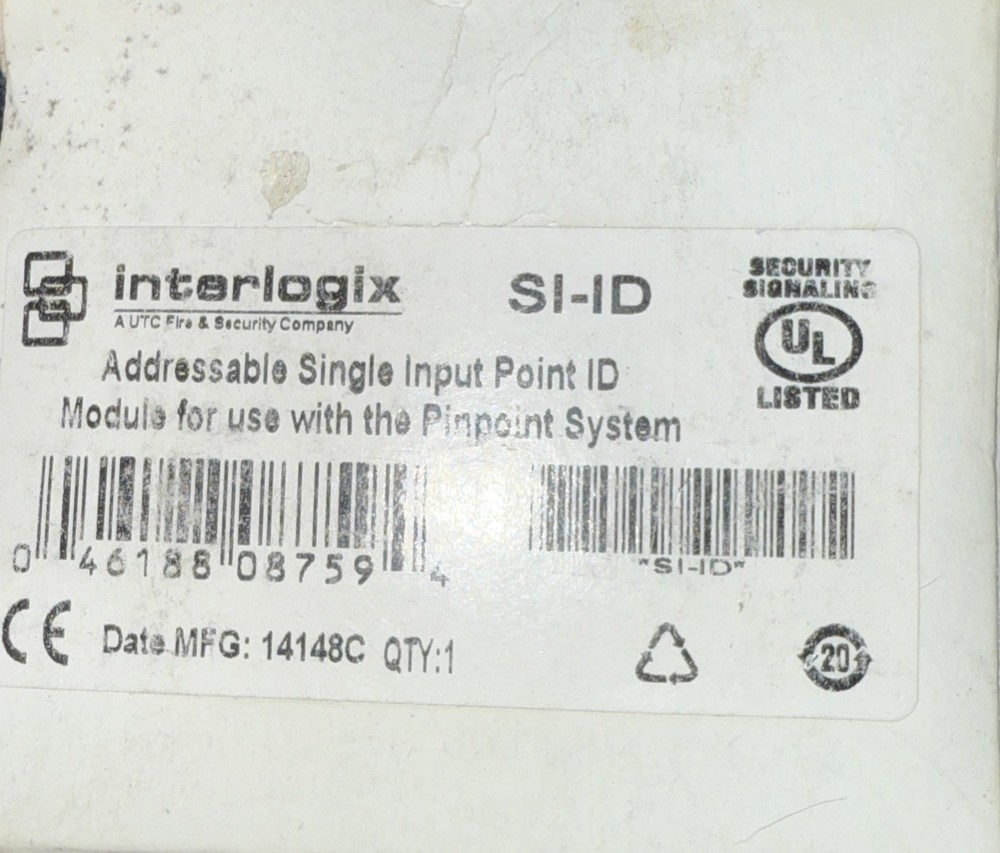 interlogix
A UTC Fire & Security Company
SI-ID
SECURITY
SIGNALING
UL
LISTED
Addressable Single Input Point ID
Module for use with the Pinpoint System
0 46188 08759 4
"SI-ID"
CE Date MFG: 14148C QTY:1
20